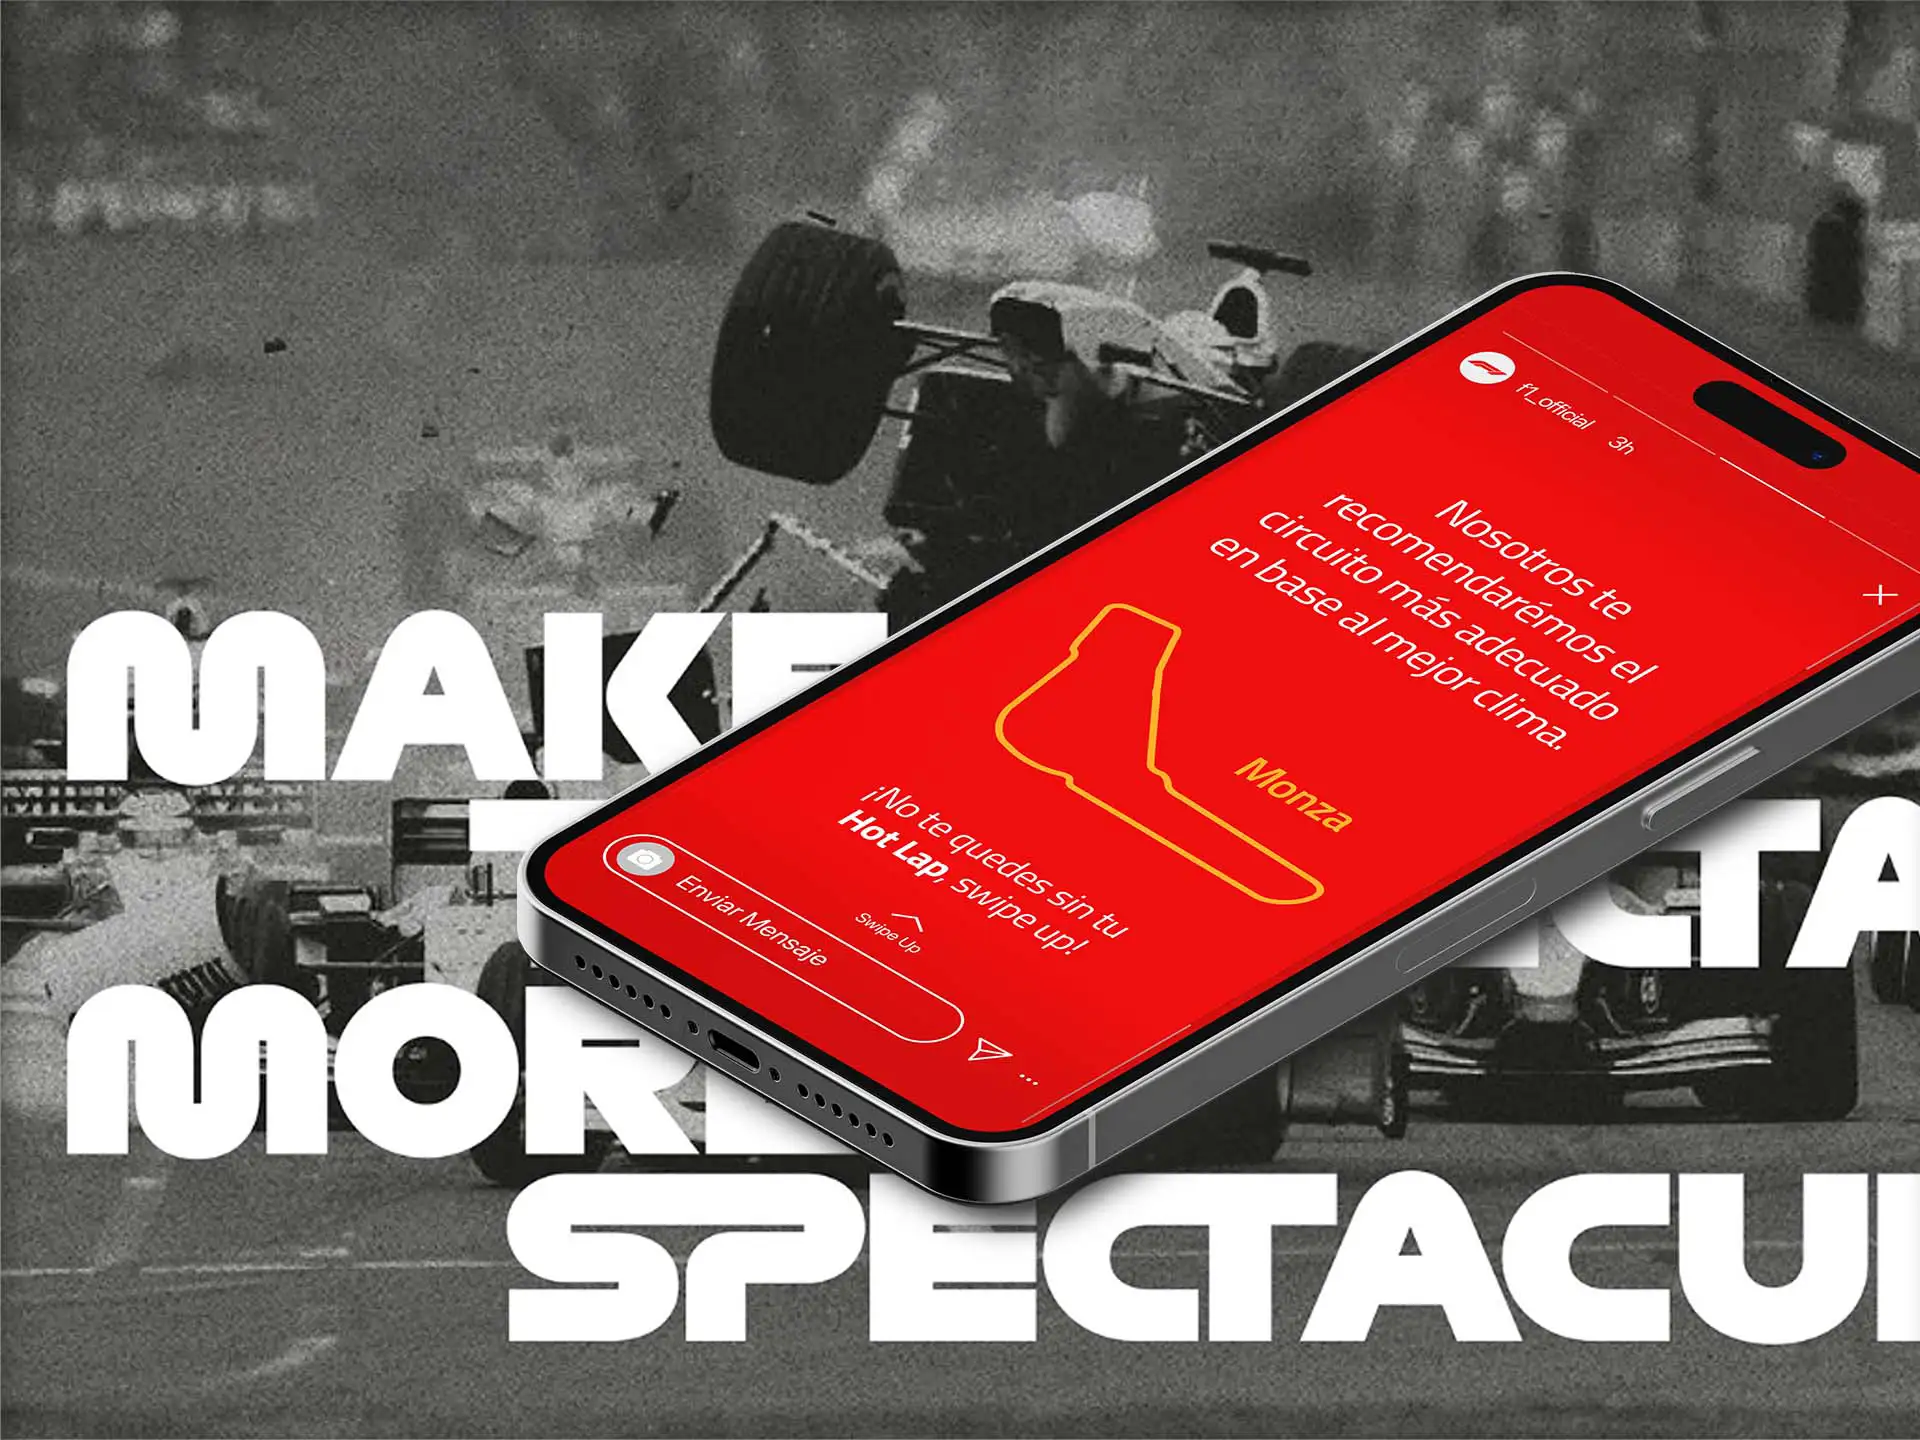 MAKE
MORE
SPECTACU
f1_official 3h
Nosotros te
recomendarémos el
circuito más adecuado
en base al mejor clima.
Monza
¡No te quedes sin tu
Hot Lap, swipe up!
Swipe Up
Enviar Mensaje